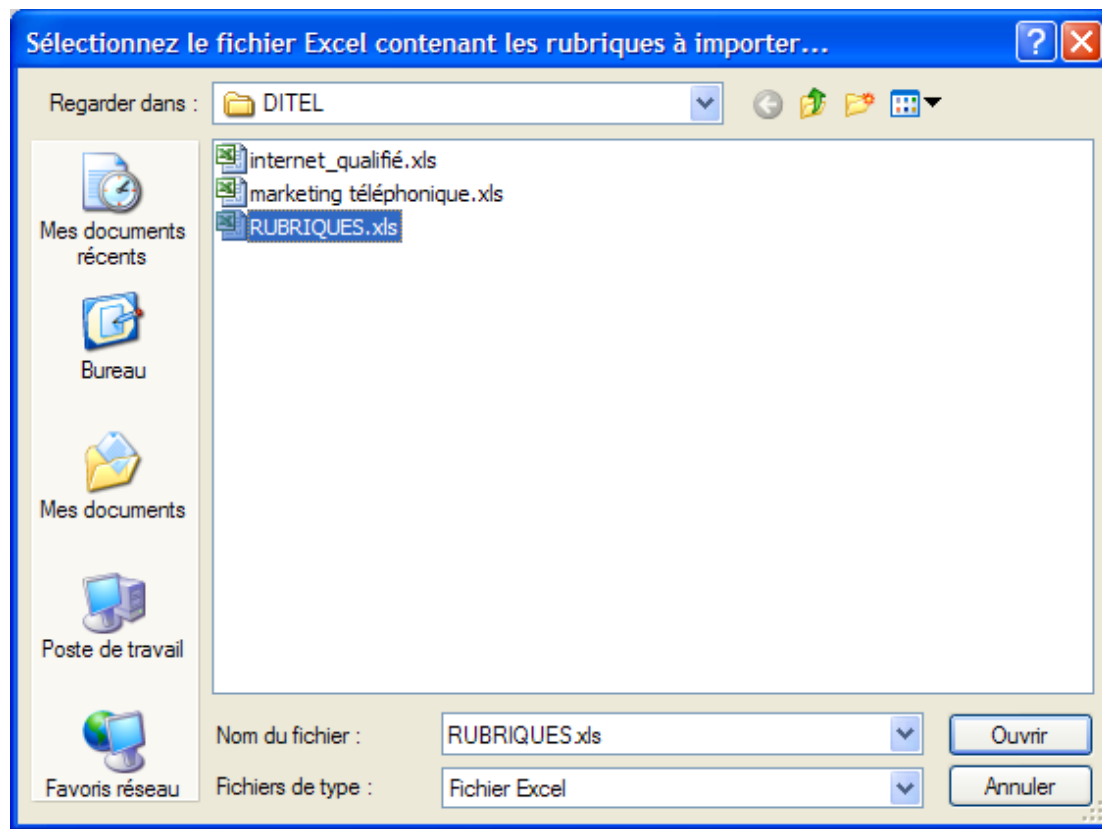 Sélectionnez le fichier Excel contenant les rubriques à importer...
Regarder dans :
DITEL
internet_qualifié.xls
marketing téléphonique.xls
RUBRIQUES.xls
Mes documents
récents
Bureau
Mes documents
Poste de travail
Favoris réseau
Nom du fichier :
RUBRIQUES.xls
Ouvrir
Fichiers de type :
Fichier Excel
Annuler